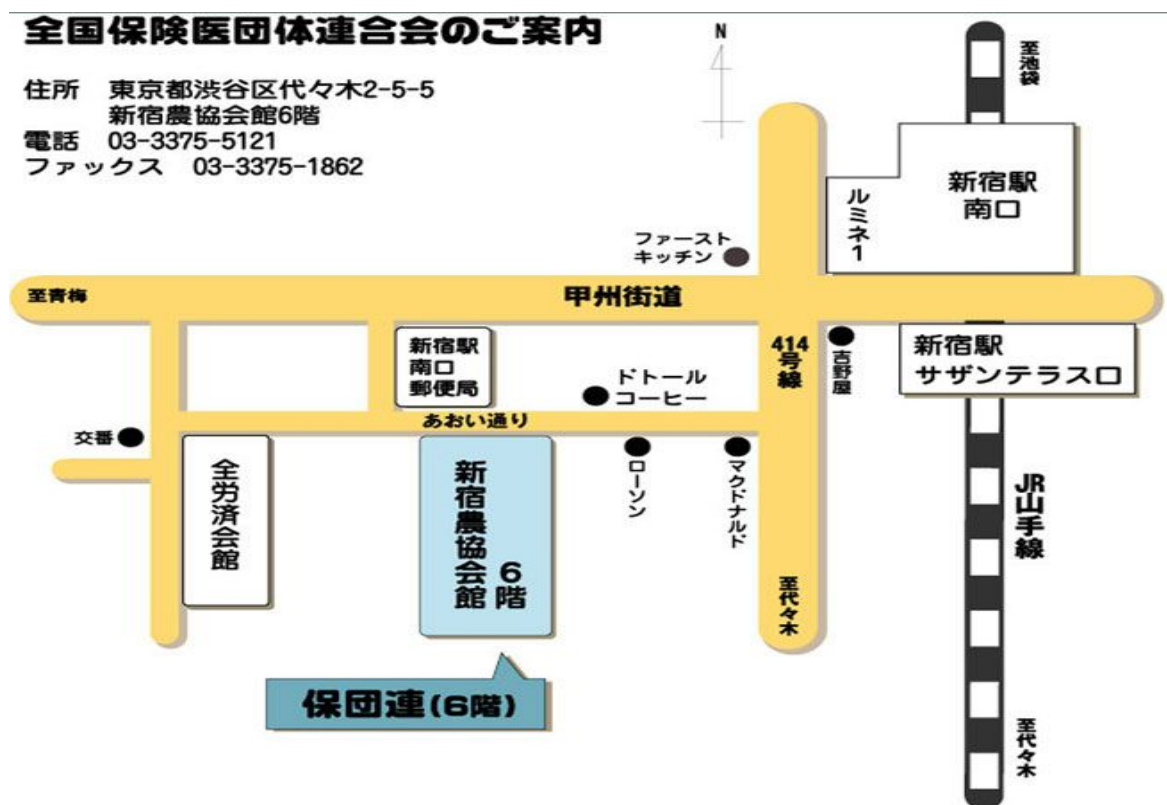 全国保険医団体連合会のご案内
住所　東京都渋谷区代々木2-5-5
新宿農協会館6階
電話　03-3375-5121
ファックス　03-3375-1862
N
至池袋
新宿駅
南口
ルミネ1
ファースト
キッチン
至青梅
甲州街道
新宿駅
南口
郵便局
ドトール
コーヒー
414号線
吉野屋
新宿駅
サザンテラス口
あおい通り
交番
全労済会館
新宿農協会館
6階
ローソン
マクドナルド
JR山手線
至代々木
保団連(6階)
至代々木